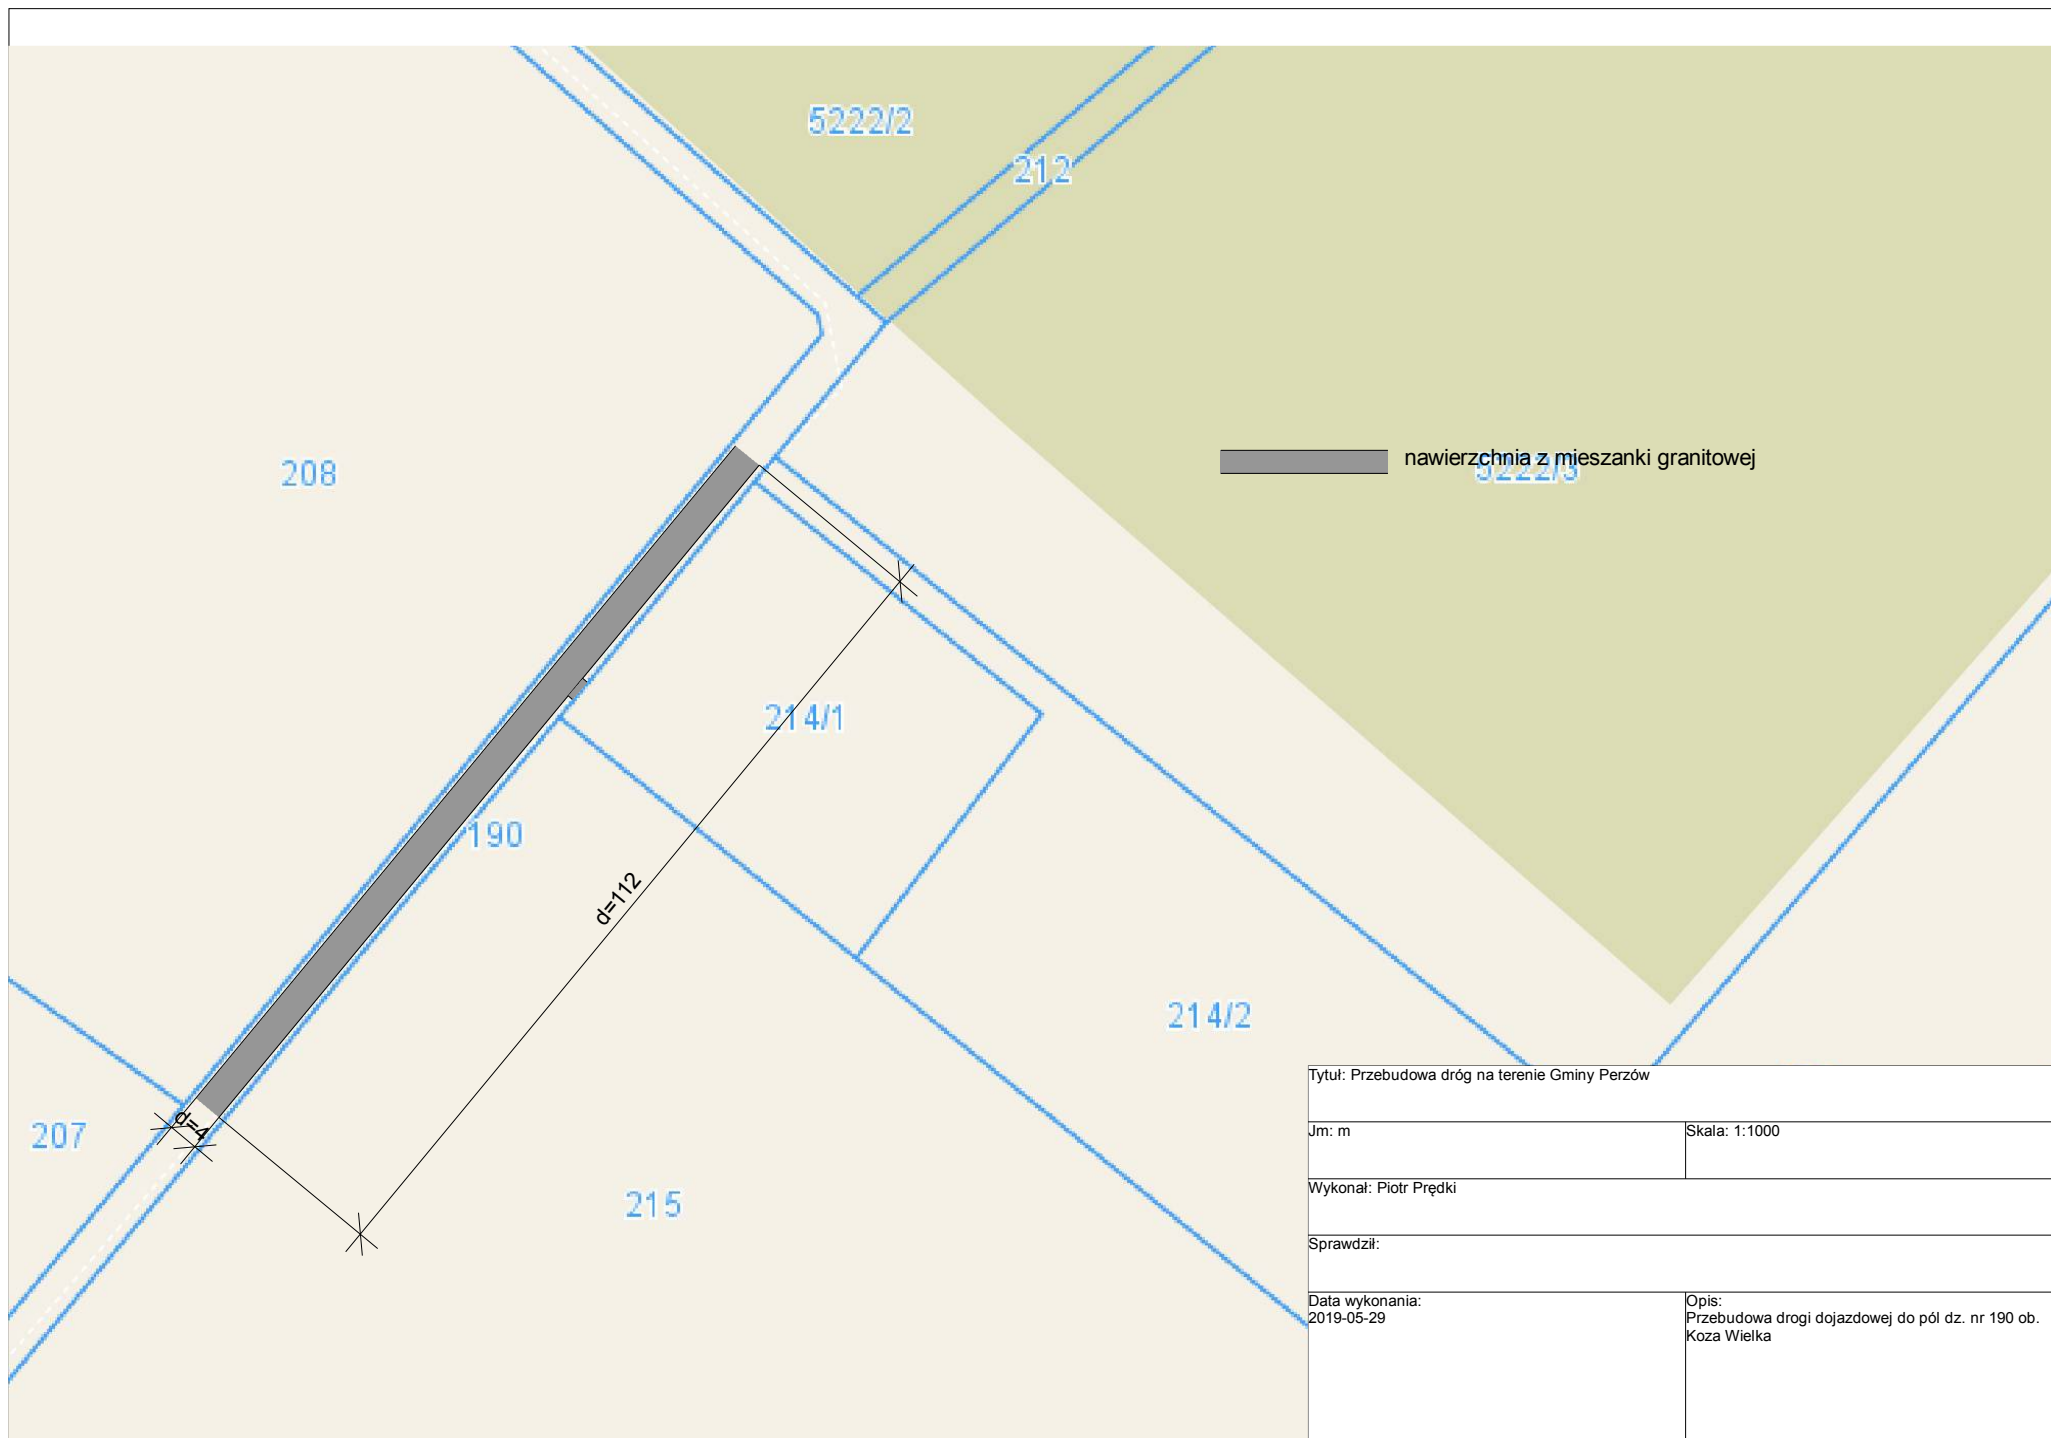 5222/2
212
208
nawierzchnia z mieszanki granitowej
5222/3
214/1
190
d=112
214/2
207
d=4
215
Tytuł: Przebudowa dróg na terenie Gminy Perzów
Jm: m
Skala: 1:1000
Wykonał: Piotr Prędki
Sprawdził:
Data wykonania:
2019-05-29
Opis:
Przebudowa drogi dojazdowej do pól dz. nr 190 ob.
Koza Wielka